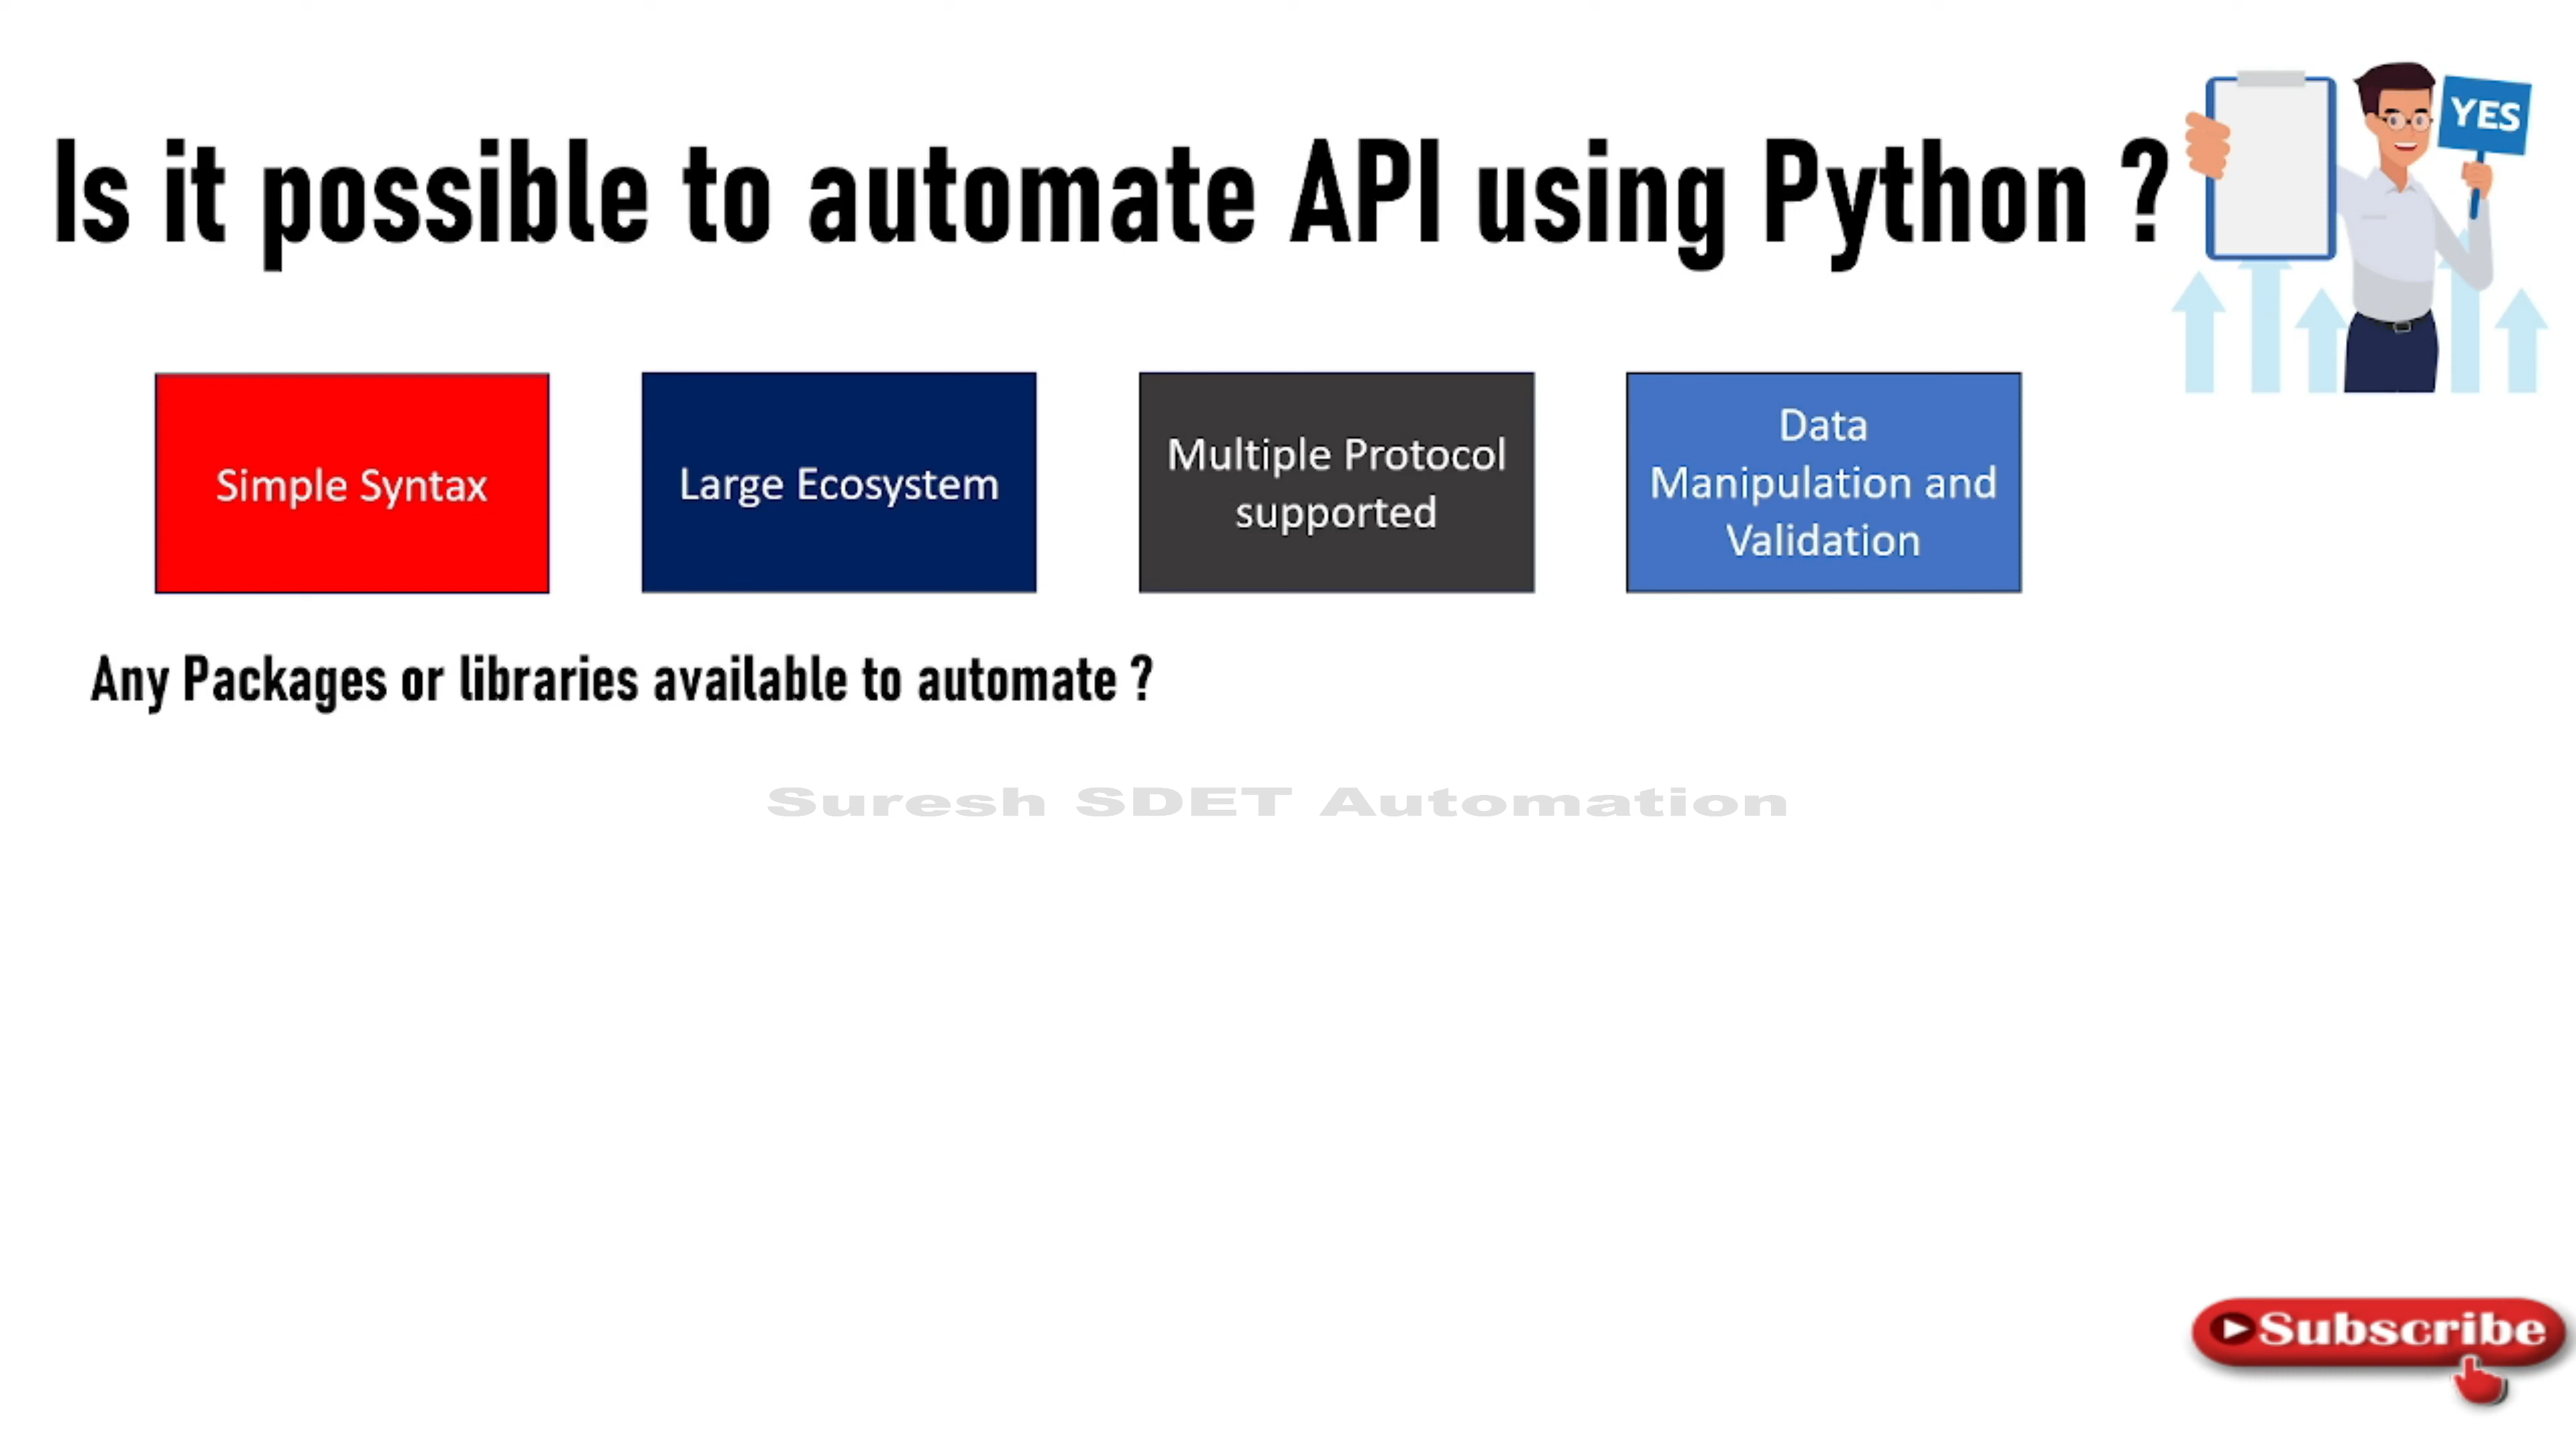 Is it possible to automate API using Python ?
YES
Simple Syntax
Large Ecosystem
Multiple Protocol
supported
Data
Manipulation and
Validation
Any Packages or libraries available to automate ?
Suresh SDET Automation
Subscribe